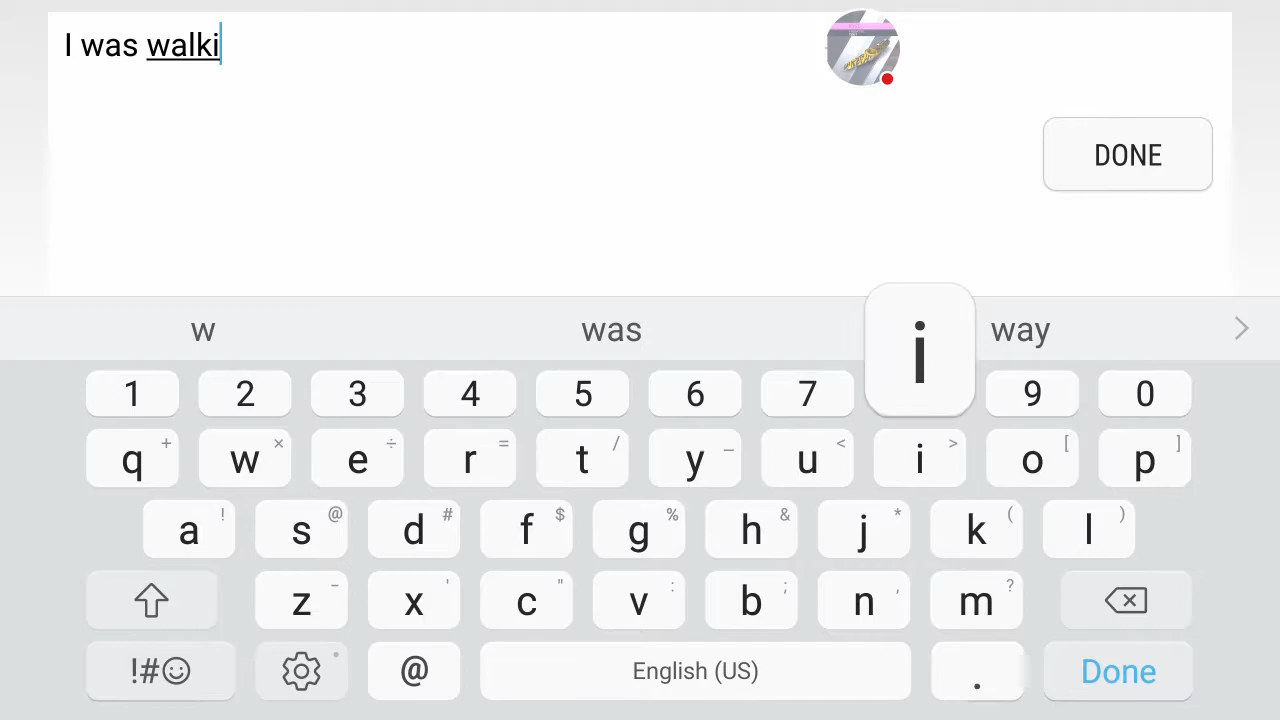 I was walki
DONE
w was way
i
1 2 3 4 5 6 7 9 0
q + w × e ÷ r = t / y _ u < i > o [ p ]
a ! s @ d # f $ g % h & j * k ( l )
z - x ' c " v : b ; n , m ?
!#☺ @ English (US) . Done